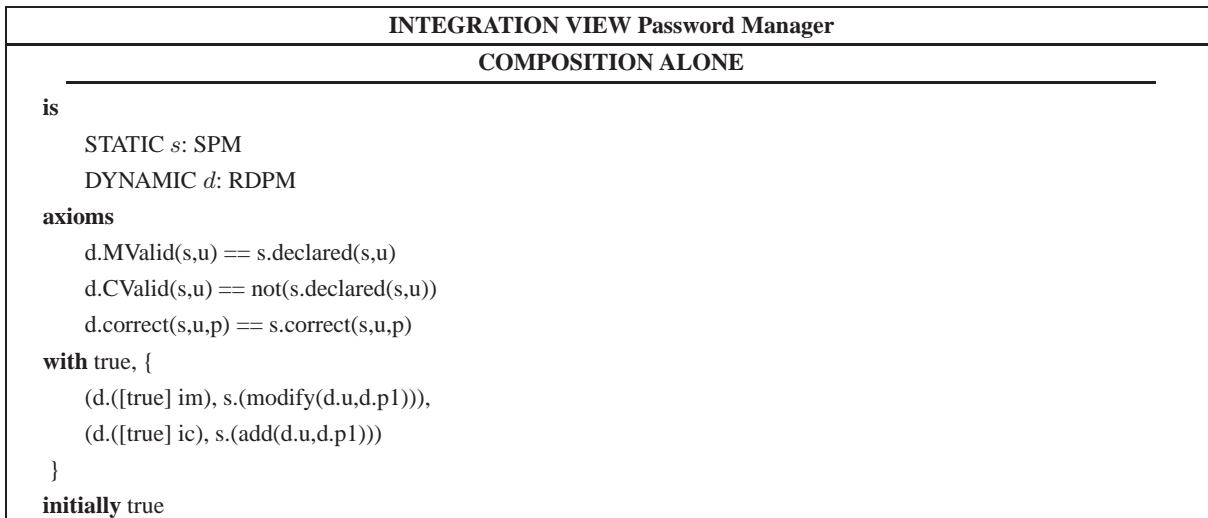 INTEGRATION VIEW Password Manager
COMPOSITION ALONE
is
STATIC s: SPM
DYNAMIC d: RDPM
axioms
d.MValid(s,u) == s.declared(s,u)
d.CValid(s,u) == not(s.declared(s,u))
d.correct(s,u,p) == s.correct(s,u,p)
with true, {
(d.([true] im), s.(modify(d.u,d.p1))),
(d.([true] ic), s.(add(d.u,d.p1)))
}
initially true